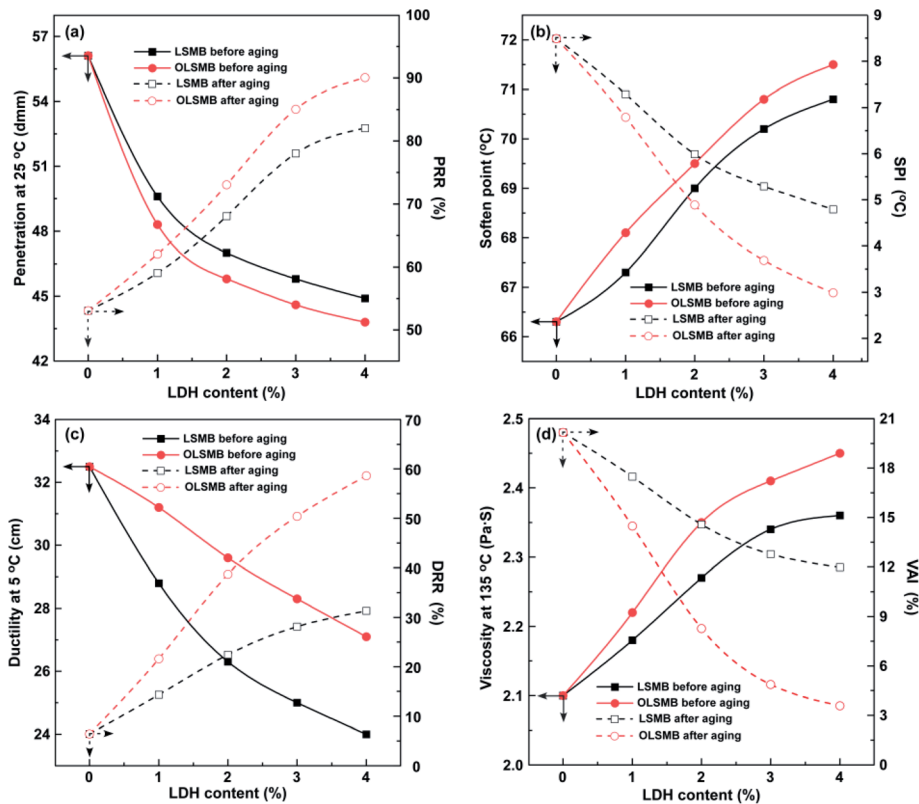 (a)
57
54
51
48
45
42
Penetration at 25 °C (dmm)
100
90
80
70
60
50
PRR (%)
LSMB before aging
OLSMB before aging
LSMB after aging
OLSMB after aging
0 1 2 3 4
LDH content (%)
(b)
72
71
70
69
68
67
66
Soften point (°C)
9
8
7
6
5
4
3
2
SPI (°C)
LSMB before aging
OLSMB before aging
LSMB after aging
OLSMB after aging
0 1 2 3 4
LDH content (%)
(c)
34
32
30
28
26
24
Ductility at 5 °C (cm)
70
60
50
40
30
20
10
0
DRR (%)
LSMB before aging
OLSMB before aging
LSMB after aging
OLSMB after aging
0 1 2 3 4
LDH content (%)
(d)
2.5
2.4
2.3
2.2
2.1
2.0
Viscosity at 135 °C (Pa·S)
21
18
15
12
9
6
3
0
VAI (%)
LSMB before aging
OLSMB before aging
LSMB after aging
OLSMB after aging
0 1 2 3 4
LDH content (%)